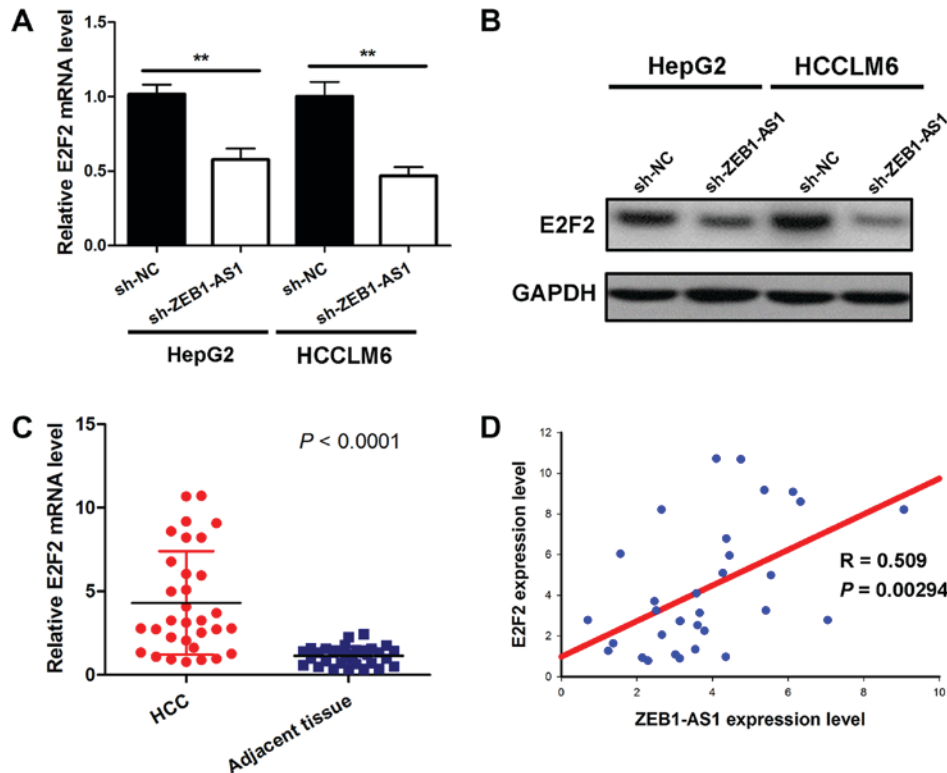 A
Relative E2F2 mRNA level
1.5
1.0
0.5
0.0
**
**
sh-NC
sh-ZEB1-AS1
sh-NC
sh-ZEB1-AS1
HepG2
HCCLM6
B
HepG2
HCCLM6
sh-NC
sh-ZEB1-AS1
sh-NC
sh-ZEB1-AS1
E2F2
GAPDH
C
Relative E2F2 mRNA level
15
10
5
0
P < 0.0001
HCC
Adjacent tissue
D
E2F2 expression level
12
10
8
6
4
2
0
R = 0.509
P = 0.00294
0 2 4 6 8 10
ZEB1-AS1 expression level